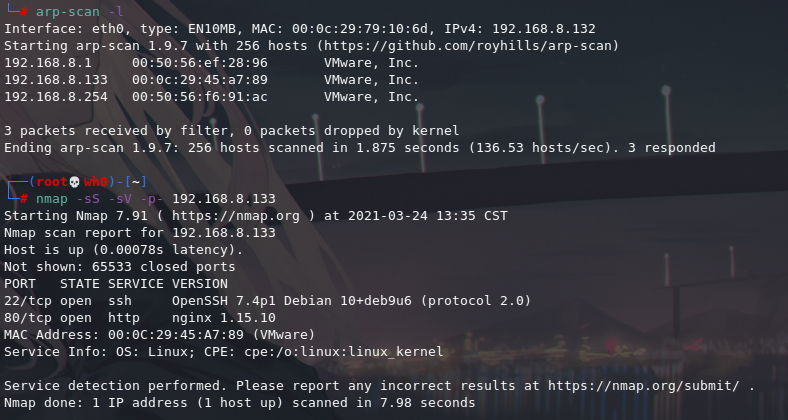 └─# arp-scan -l
Interface: eth0, type: EN10MB, MAC: 00:0c:29:79:10:6d, IPv4: 192.168.8.132
Starting arp-scan 1.9.7 with 256 hosts (https://github.com/royhills/arp-scan)
192.168.8.1     00:50:56:ef:28:96       VMware, Inc.
192.168.8.133   00:0c:29:45:a7:89       VMware, Inc.
192.168.8.254   00:50:56:f6:91:ac       VMware, Inc.
3 packets received by filter, 0 packets dropped by kernel
Ending arp-scan 1.9.7: 256 hosts scanned in 1.875 seconds (136.53 hosts/sec). 3 responded
┌──(root💀wh0)-[~]
└─# nmap -sS -sV -p- 192.168.8.133
Starting Nmap 7.91 ( https://nmap.org ) at 2021-03-24 13:35 CST
Nmap scan report for 192.168.8.133
Host is up (0.00078s latency).
Not shown: 65533 closed ports
PORT   STATE SERVICE VERSION
22/tcp open  ssh     OpenSSH 7.4p1 Debian 10+deb9u6 (protocol 2.0)
80/tcp open  http    nginx 1.15.10
MAC Address: 00:0C:29:45:A7:89 (VMware)
Service Info: OS: Linux; CPE: cpe:/o:linux:linux_kernel
Service detection performed. Please report any incorrect results at https://nmap.org/submit/ .
Nmap done: 1 IP address (1 host up) scanned in 7.98 seconds